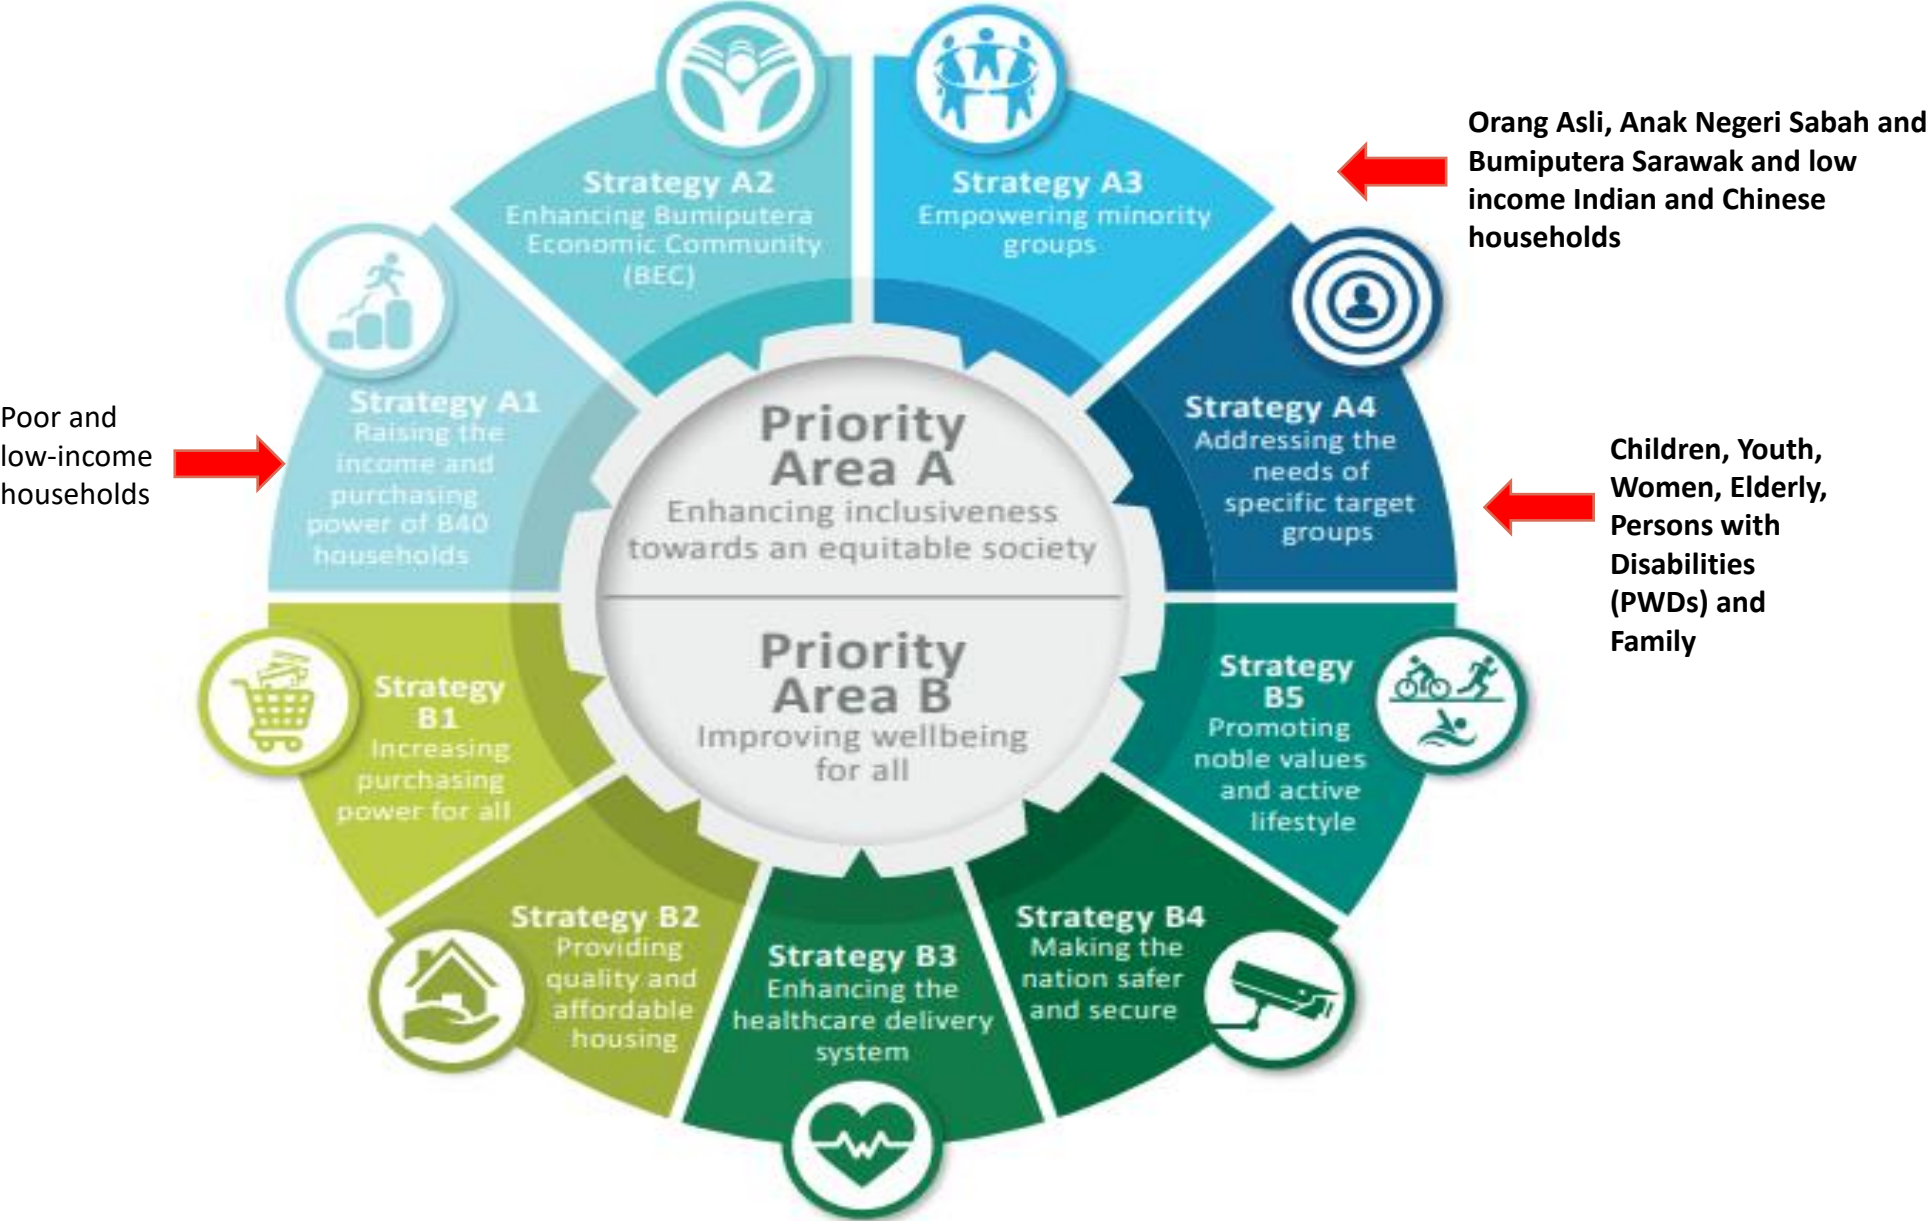 Strategy A2
Enhancing Bumiputera
Economic Community
(BEC)
Strategy A3
Empowering minority
groups
Orang Asli, Anak Negeri Sabah and
Bumiputera Sarawak and low
income Indian and Chinese
households
Strategy A1
Raising the
income and
purchasing
power of B40
households
Poor and
low-income
households
Priority
Area A
Enhancing inclusiveness
towards an equitable society
Strategy A4
Addressing the
needs of
specific target
groups
Children, Youth,
Women, Elderly,
Persons with
Disabilities
(PWDs) and
Family
Priority
Area B
Improving wellbeing
for all
Strategy
B1
Increasing
purchasing
power for all
Strategy B2
Providing
quality and
affordable
housing
Strategy B3
Enhancing the
healthcare delivery
system
Strategy B4
Making the
nation safer
and secure
Strategy
B5
Promoting
noble values
and active
lifestyle